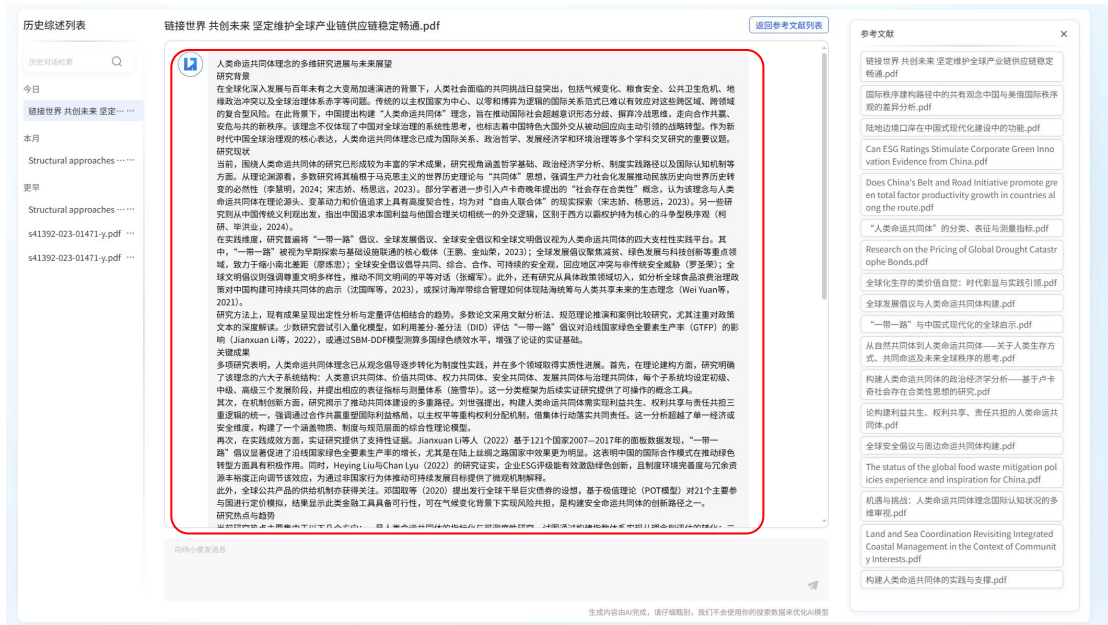 历史综述列表
历史对话检索
今日
链接世界 共创未来 坚定⋯⋯
本月
Structural approaches ⋯⋯
更早
Structural approaches ⋯⋯
s41392-023-01471-y.pdf ⋯
s41392-023-01471-y.pdf ⋯
链接世界 共创未来 坚定维护全球产业链供应链稳定畅通.pdf
返回参考文献列表
人类命运共同体理念的多维研究进展与未来展望
研究背景
在全球化深入发展与百年未有之大变局加速演进的背景下，人类社会面临的共同挑战日益突出，包括气候变化、粮食安全、公共卫生危机、地
缘政治冲突以及全球治理体系赤字等问题。传统的以主权国家为中心、以零和博弈为逻辑的国际关系范式已难以有效应对这些跨区域、跨领域
的复合型风险。在此背景下，中国提出构建“人类命运共同体”理念，旨在推动国际社会超越意识形态分歧、摒弃冷战思维，走向合作共赢、
安危与共的新秩序。该理念不仅体现了中国对全球治理的系统性思考，也标志着中国特色大国外交从被动回应向主动引领的战略转型。作为新
时代中国全球治理观的核心表达，人类命运共同体理念已成为国际关系、政治哲学、发展经济学和环境治理等多个学科交叉研究的重要议题。
研究现状
当前，围绕人类命运共同体的研究已形成较为丰富的学术成果，研究视角涵盖哲学基础、政治经济学分析、制度实践路径以及国际认知机制等
方面。从理论渊源看，多数研究将其植根于马克思主义的世界历史理论与“共同体”思想，强调生产力社会化发展推动民族历史向世界历史转
变的必然性（李慧明，2024；宋志娇、杨思远，2023）。部分学者进一步引入卢卡奇晚年提出的“社会存在合类性”概念，认为该理念与人类
命运共同体在理论源头、变革动力和价值追求上具有高度契合性，均为对“自由人联合体”的现实探索（宋志娇、杨思远，2023）。另一些研
究则从中国传统义利观出发，指出中国追求本国利益与他国合理关切相统一的外交逻辑，区别于西方以霸权护持为核心的斗争型秩序观（柯
研、毕洪业，2024）。
在实践维度，研究普遍将“一带一路”倡议、全球发展倡议、全球安全倡议和全球文明倡议视为人类命运共同体的四大支柱性实践平台。其
中，“一带一路”被视为早期探索与基础设施联通的核心载体（王鹏、金灿荣，2023）；全球发展倡议聚焦减贫、绿色发展与科技创新等重点领
域，致力于缩小南北差距（廖炼忠）；全球安全倡议倡导共同、综合、合作、可持续的安全观，回应地区冲突与非传统安全威胁（罗圣荣）；全
球文明倡议则强调尊重文明多样性，推动不同文明间的平等对话（张耀军）。此外，还有研究从具体政策领域切入，如分析全球食品浪费治理政
策对中国构建可持续共同体的启示（沈国晖等，2023），或探讨海岸带综合管理如何体现陆海统筹与人类共享未来的生态理念（Wei Yuan等，
2021）。
研究方法上，现有成果呈现出定性分析与定量评估相结合的趋势。多数论文采用文献分析法、规范理论推演和案例比较研究，尤其注重对政策
文本的深度解读。少数研究尝试引入量化模型，如利用差分-差分法（DID）评估“一带一路”倡议对沿线国家绿色全要素生产率（GTFP）的影
响（Jianxuan Li等，2022），或通过SBM-DDF模型测算多国绿色绩效水平，增强了论证的实证基础。
关键成果
多项研究表明，人类命运共同体理念已从观念倡导逐步转化为制度性实践，并在多个领域取得实质性进展。首先，在理论建构方面，研究明确
了该理念的六大子系统结构：人类意识共同体、价值共同体、权力共同体、安全共同体、发展共同体与治理共同体，每个子系统均设定初级、
中级、高级三个发展阶段，并提出相应的表征指标与测量体系（施雪华）。这一分类框架为后续实证研究提供了可操作的概念工具。
其次，在机制创新方面，研究揭示了推动共同体建设的多重路径。刘世强提出，构建人类命运共同体需实现利益共生、权利共享与责任共担三
重逻辑的统一，强调通过合作共赢重塑国际利益格局，以主权平等重构权利分配机制，借集体行动落实共同责任。这一分析超越了单一经济或
安全维度，构建了一个涵盖物质、制度与规范层面的综合性理论模型。
再次，在实践成效方面，实证研究提供了支持性证据。Jianxuan Li等人（2022）基于121个国家2007—2017年的面板数据发现，“一带一
路”倡议显著促进了沿线国家绿色全要素生产率的增长，尤其是在陆上丝绸之路国家中效果更为明显。这表明中国的国际合作模式在推动绿色
转型方面具有积极作用。同时，Heying Liu与Chan Lyu（2022）的研究证实，企业ESG评级能有效激励绿色创新，且制度环境完善度与冗余资
源丰裕度正向调节该效应，为通过非国家行为体推动可持续发展目标提供了微观机制解释。
此外，全球公共产品的供给机制亦获得关注。邓国取等（2020）提出发行全球干旱巨灾债券的设想，基于极值理论（POT模型）对21个主要参
与国进行定价模拟，结果显示此类金融工具具备可行性，可在气候变化背景下实现风险共担，是构建安全命运共同体的创新路径之一。
研究热点与趋势
向纬小度发消息
生成内容由AI完成，请仔细甄别，我们不会使用你的搜索数据来优化AI模型
参考文献
链接世界 共创未来 坚定维护全球产业链供应链稳定
畅通.pdf
国际秩序建构路径中的共有观念中国与美俄国际秩序
观的差异分析.pdf
陆地边境口岸在中国式现代化建设中的功能.pdf
Can ESG Ratings Stimulate Corporate Green Inno
vation Evidence from China.pdf
Does China's Belt and Road Initiative promote gre
en total factor productivity growth in countries al
ong the route.pdf
“人类命运共同体”的分类、表征与测量指标.pdf
Research on the Pricing of Global Drought Catastr
ophe Bonds.pdf
全球化生存的类价值自觉：时代彰显与实践引领.pdf
全球发展倡议与人类命运共同体构建.pdf
“一带一路”与中国式现代化的全球启示.pdf
从自然共同体到人类命运共同体——关于人类生存方
式、共同命运及未来全球秩序的思考.pdf
构建人类命运共同体的政治经济学分析——基于卢卡
奇社会存在合类性思想的研究.pdf
论构建利益共生、权利共享、责任共担的人类命运共
同体.pdf
全球安全倡议与周边命运共同体构建.pdf
The status of the global food waste mitigation pol
icies experience and inspiration for China.pdf
机遇与挑战：人类命运共同体理念国际认知状况的多
维审视.pdf
Land and Sea Coordination Revisiting Integrated
Coastal Management in the Context of Communit
y Interests.pdf
构建人类命运共同体的实践与支撑.pdf